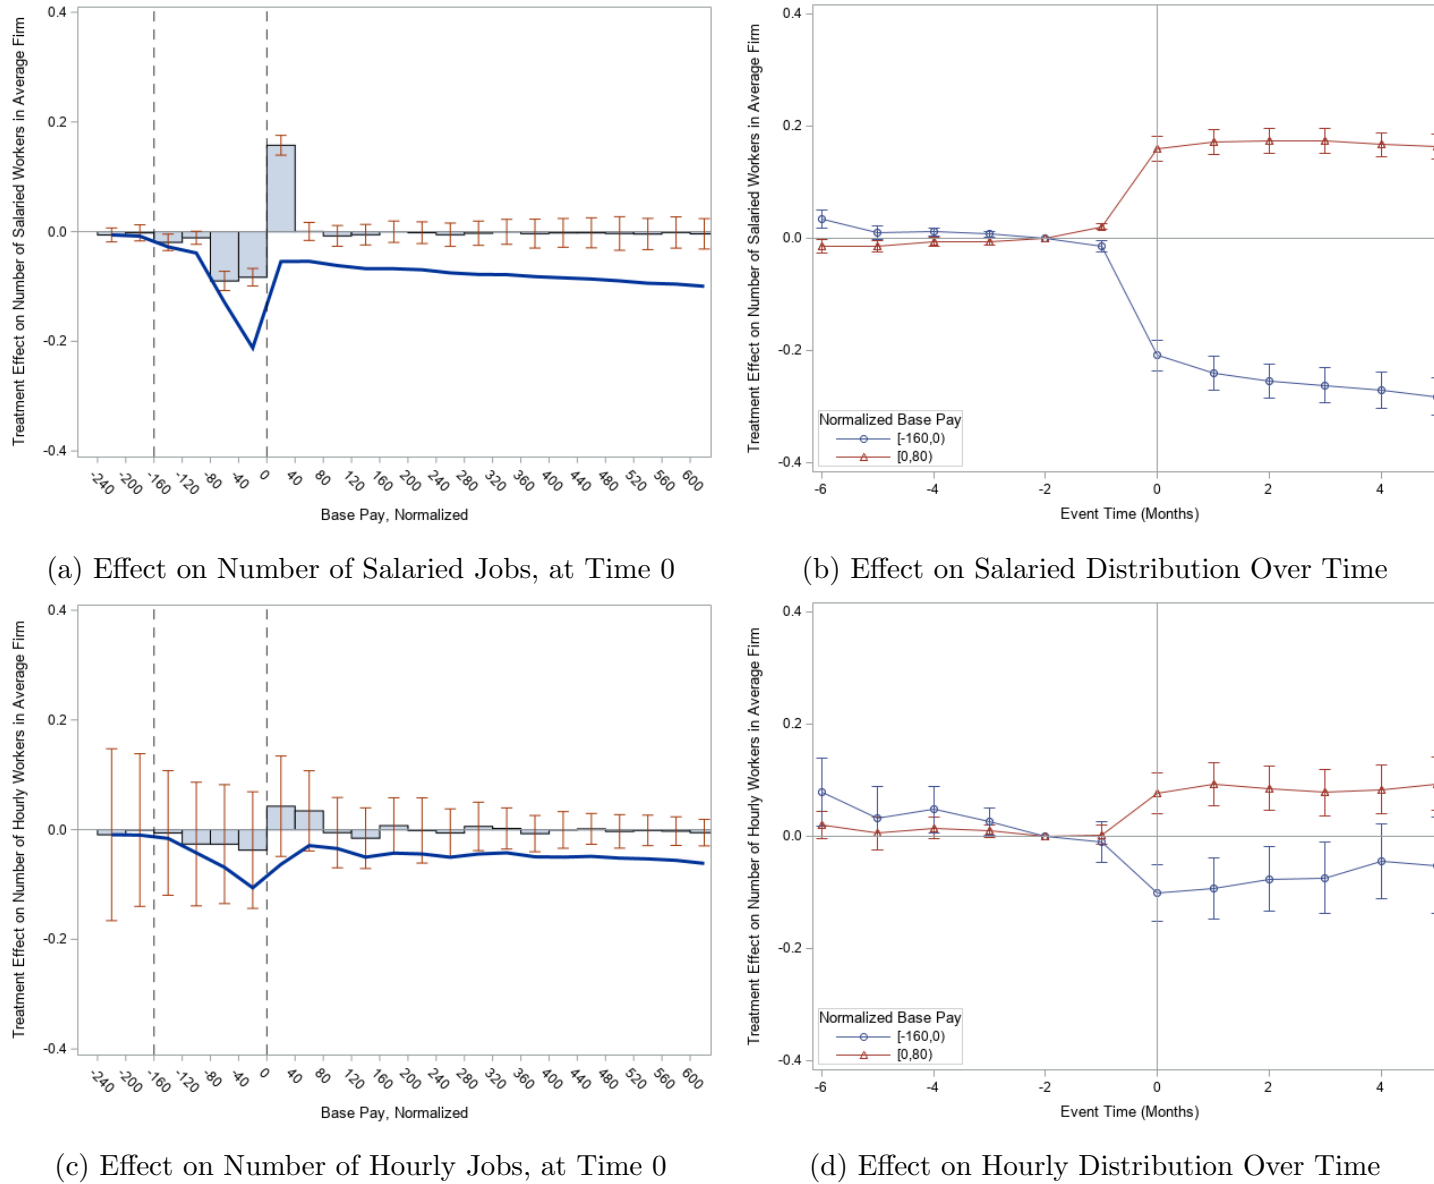 Treatment Effect on Number of Salaried Workers in Average Firm
0.4
0.2
0.0
-0.2
-0.4
-240 -200 -160 -120 -80 -40 0 40 80 120 160 200 240 280 320 360 400 440 480 520 560 600
Base Pay, Normalized
(a) Effect on Number of Salaried Jobs, at Time 0
Treatment Effect on Number of Salaried Workers in Average Firm
0.4
0.2
0.0
-0.2
-0.4
Normalized Base Pay
[-160,0)
[0,80)
-6 -4 -2 0 2 4
Event Time (Months)
(b) Effect on Salaried Distribution Over Time
Treatment Effect on Number of Hourly Workers in Average Firm
0.4
0.2
0.0
-0.2
-0.4
-240 -200 -160 -120 -80 -40 0 40 80 120 160 200 240 280 320 360 400 440 480 520 560 600
Base Pay, Normalized
(c) Effect on Number of Hourly Jobs, at Time 0
Treatment Effect on Number of Hourly Workers in Average Firm
0.4
0.2
0.0
-0.2
-0.4
Normalized Base Pay
[-160,0)
[0,80)
-6 -4 -2 0 2 4
Event Time (Months)
(d) Effect on Hourly Distribution Over Time